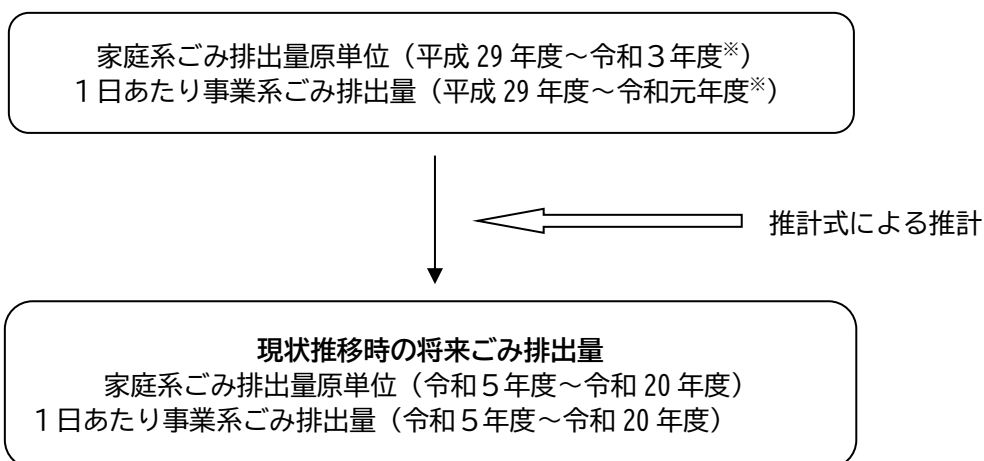 家庭系ごみ排出量原単位（平成 29 年度～令和３年度※）
１日あたり事業系ごみ排出量（平成 29 年度～令和元年度※）
推計式による推計
現状推移時の将来ごみ排出量
家庭系ごみ排出量原単位（令和５年度～令和 20 年度）
１日あたり事業系ごみ排出量（令和５年度～令和 20 年度）